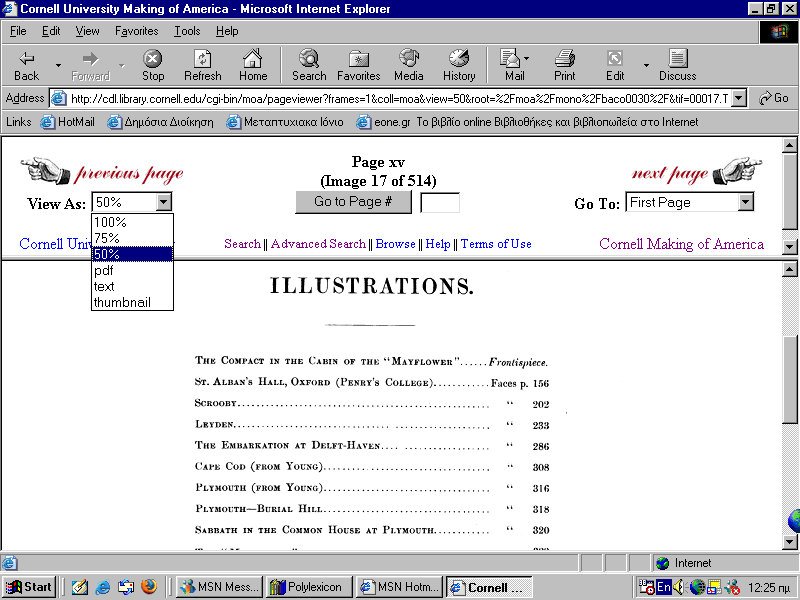 Cornell University Making of America - Microsoft Internet Explorer
File Edit View Favorites Tools Help
Back Forward Stop Refresh Home Search Favorites Media History Mail Print Edit Discuss
Address http://cdl.library.cornell.edu/cgi-bin/moa/pageviewer?frames=1&coll=moa&view=50&root=%2Fmoa%2Fmono%2Fbaco0030%2F&tif=00017.T Go
Links HotMail Δημόσια Διοίκηση Μεταπτυχιακα Ιόνιο eone.gr Το βιβλίο online Βιβλιοθήκες και βιβλιοπωλεία στο Internet
previous page
Page xv
(Image 17 of 514)
next page
View As: 50%
Go to Page #
Go To: First Page
100%
75%
50%
pdf
text
thumbnail
Cornell Search || Advanced Search || Browse || Help || Terms of Use Cornell Making of America
ILLUSTRATIONS.
The Compact in the Cabin of the "Mayflower"......Frontispiece.
St. Alban's Hall, Oxford (Penry's College)...........Faces p. 156
Scrooby.................................................. " 202
Leyden................................................... " 233
The Embarkation at Delft-Haven.... .................... " 286
Cape Cod (from Young)................................. " 308
Plymouth (from Young)................................. " 316
Plymouth—Burial Hill.................................. " 318
Sabbath in the Common House at Plymouth........... " 320
Internet
Start MSN Mess... Polylexicon MSN Hotm... Cornell ... En 12:25 πμ